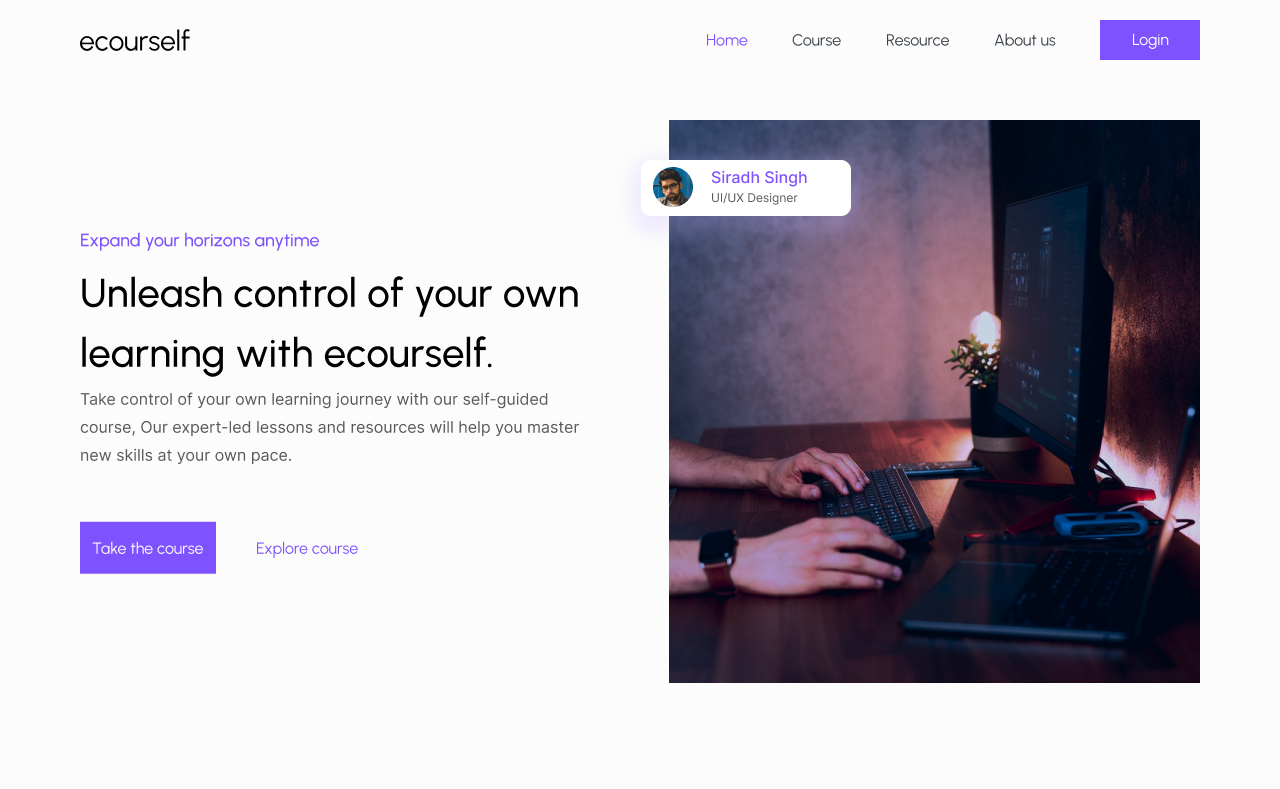 ecourself
Home
Course
Resource
About us
Login
Siradh Singh
UI/UX Designer
Expand your horizons anytime
Unleash control of your own
learning with ecourself.
Take control of your own learning journey with our self-guided
course, Our expert-led lessons and resources will help you master
new skills at your own pace.
Take the course
Explore course